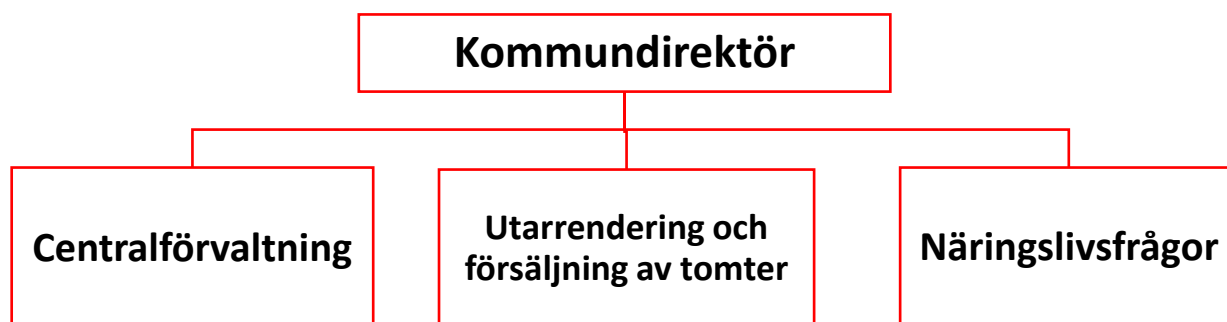 Kommundirektör
Centralförvaltning
Utarrendering och
försäljning av tomter
Näringslivsfrågor